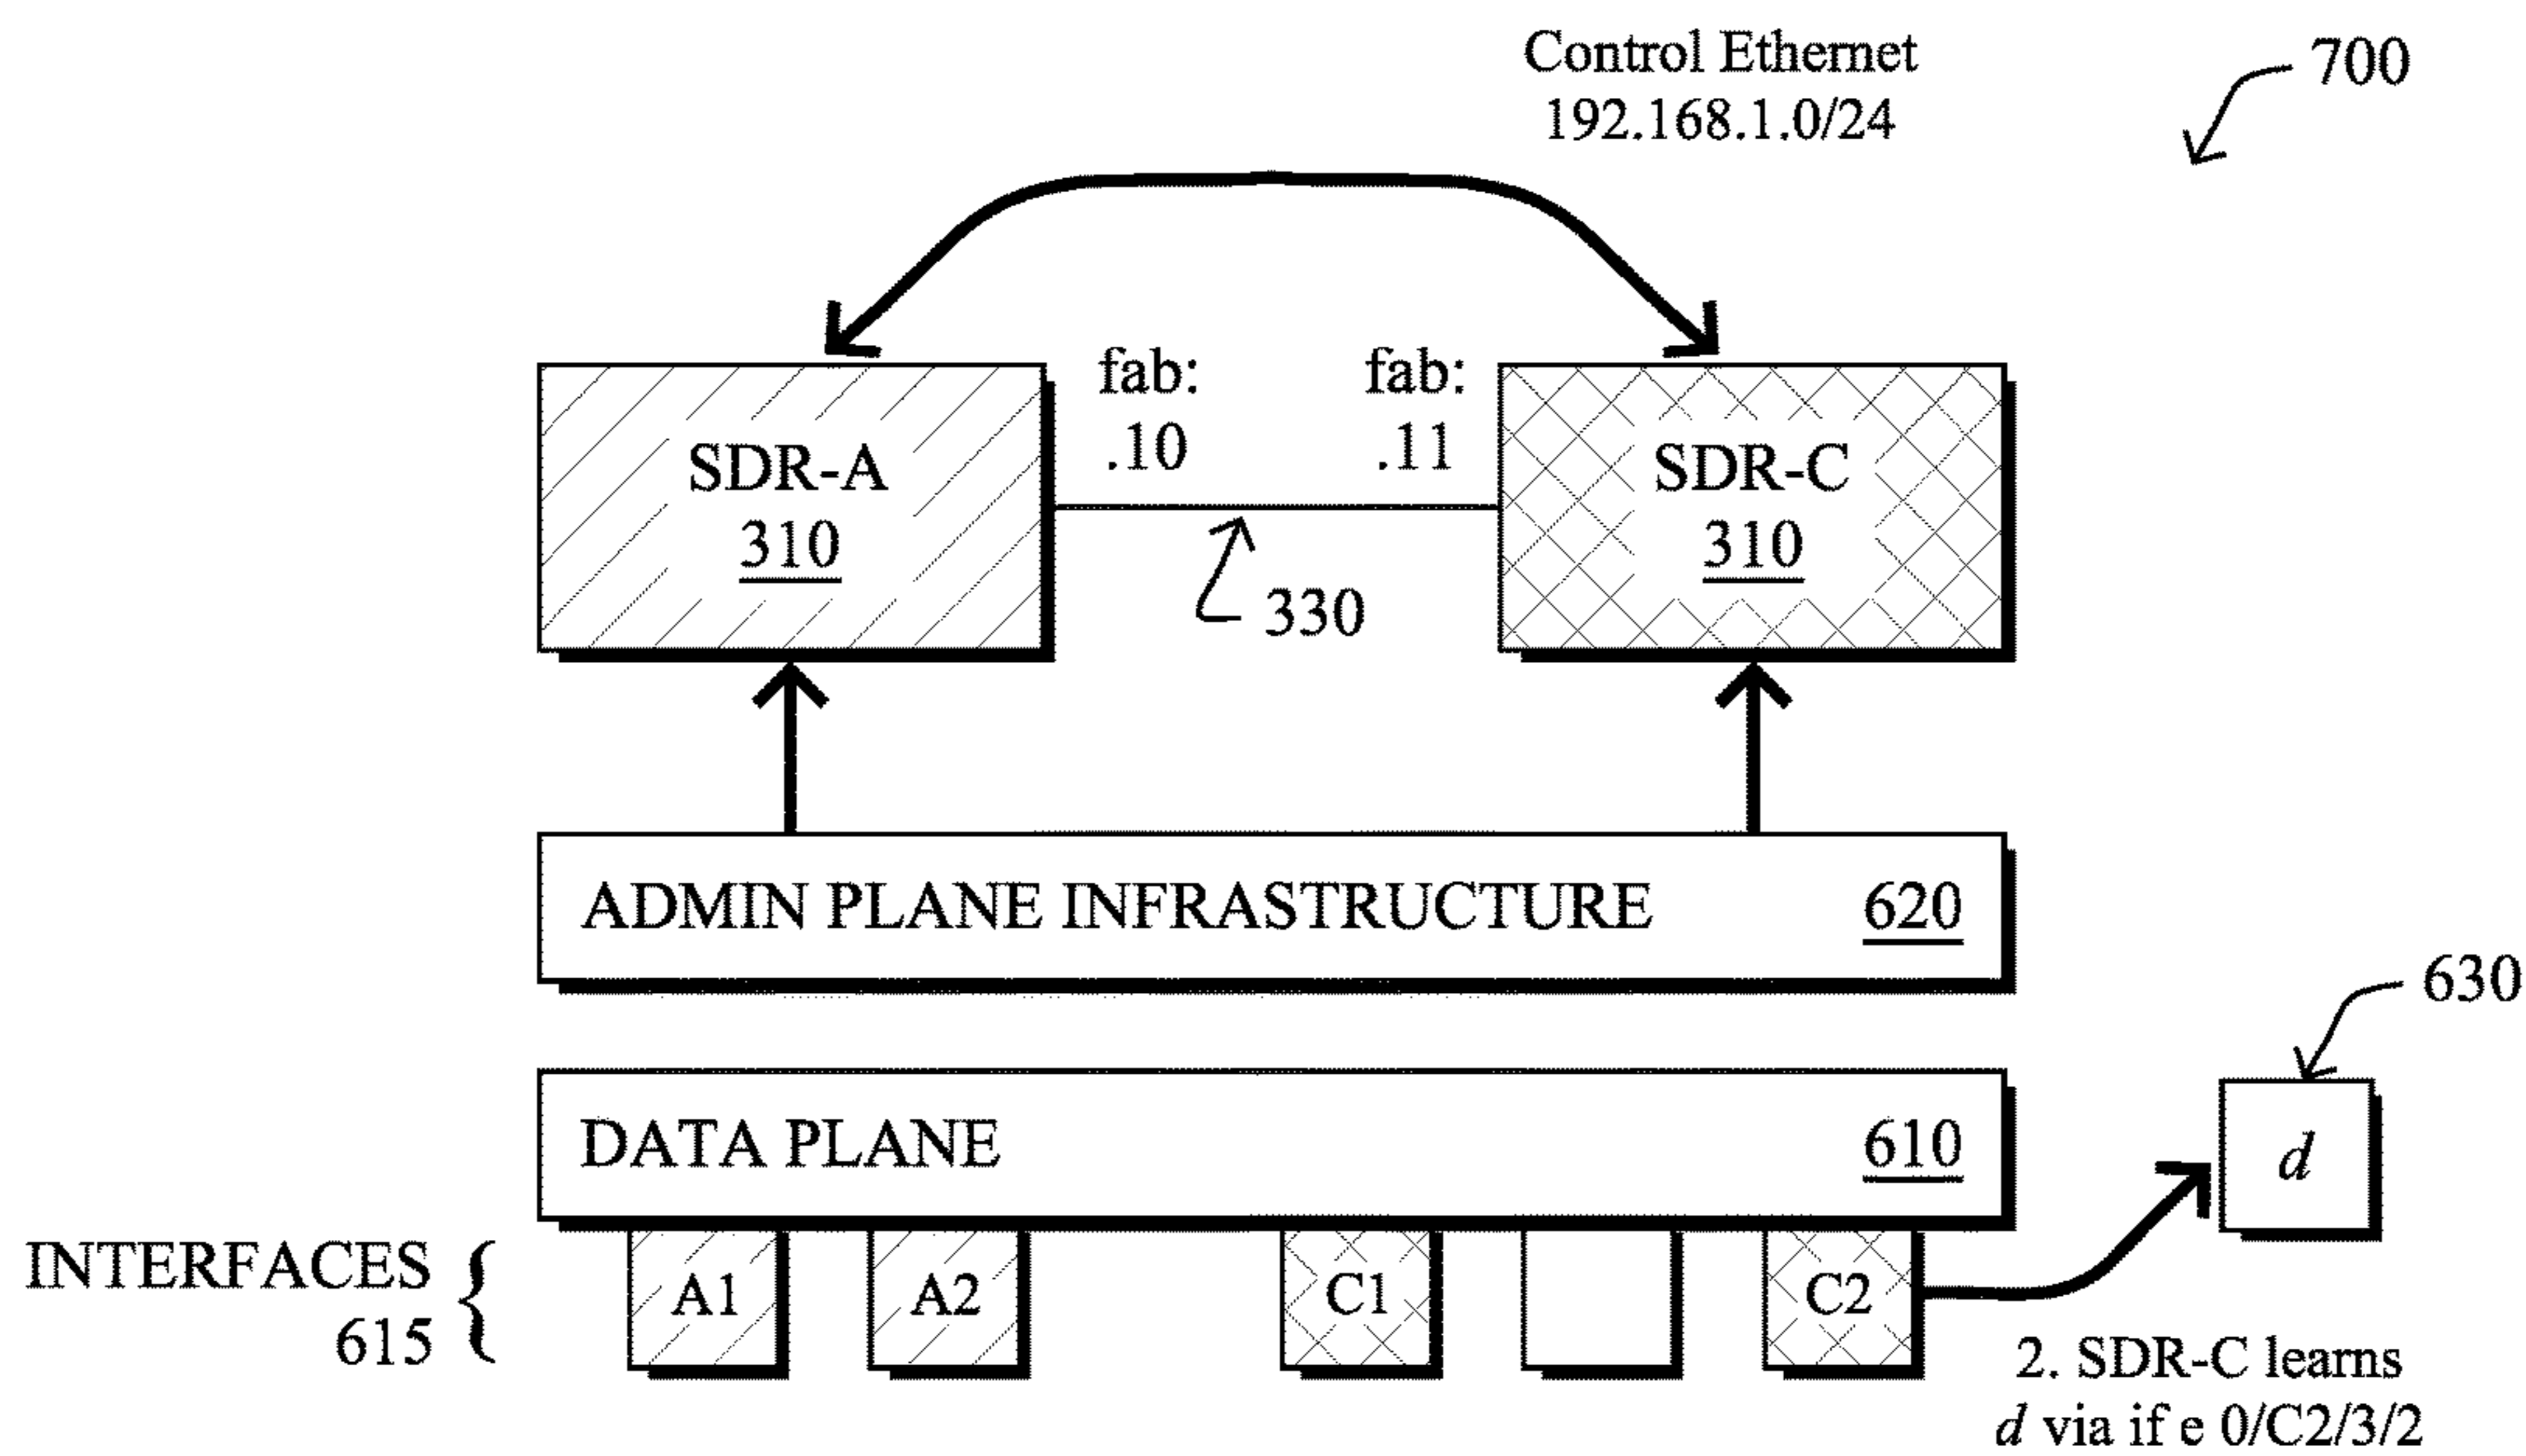 Control Ethernet
192.168.1.0/24
700
fab:
.10
fab:
.11
SDR-A
310
SDR-C
310
330
ADMIN PLANE INFRASTRUCTURE 620
630
DATA PLANE 610
d
INTERFACES
615
A1
A2
C1
C2
2. SDR-C learns
d via if e 0/C2/3/2